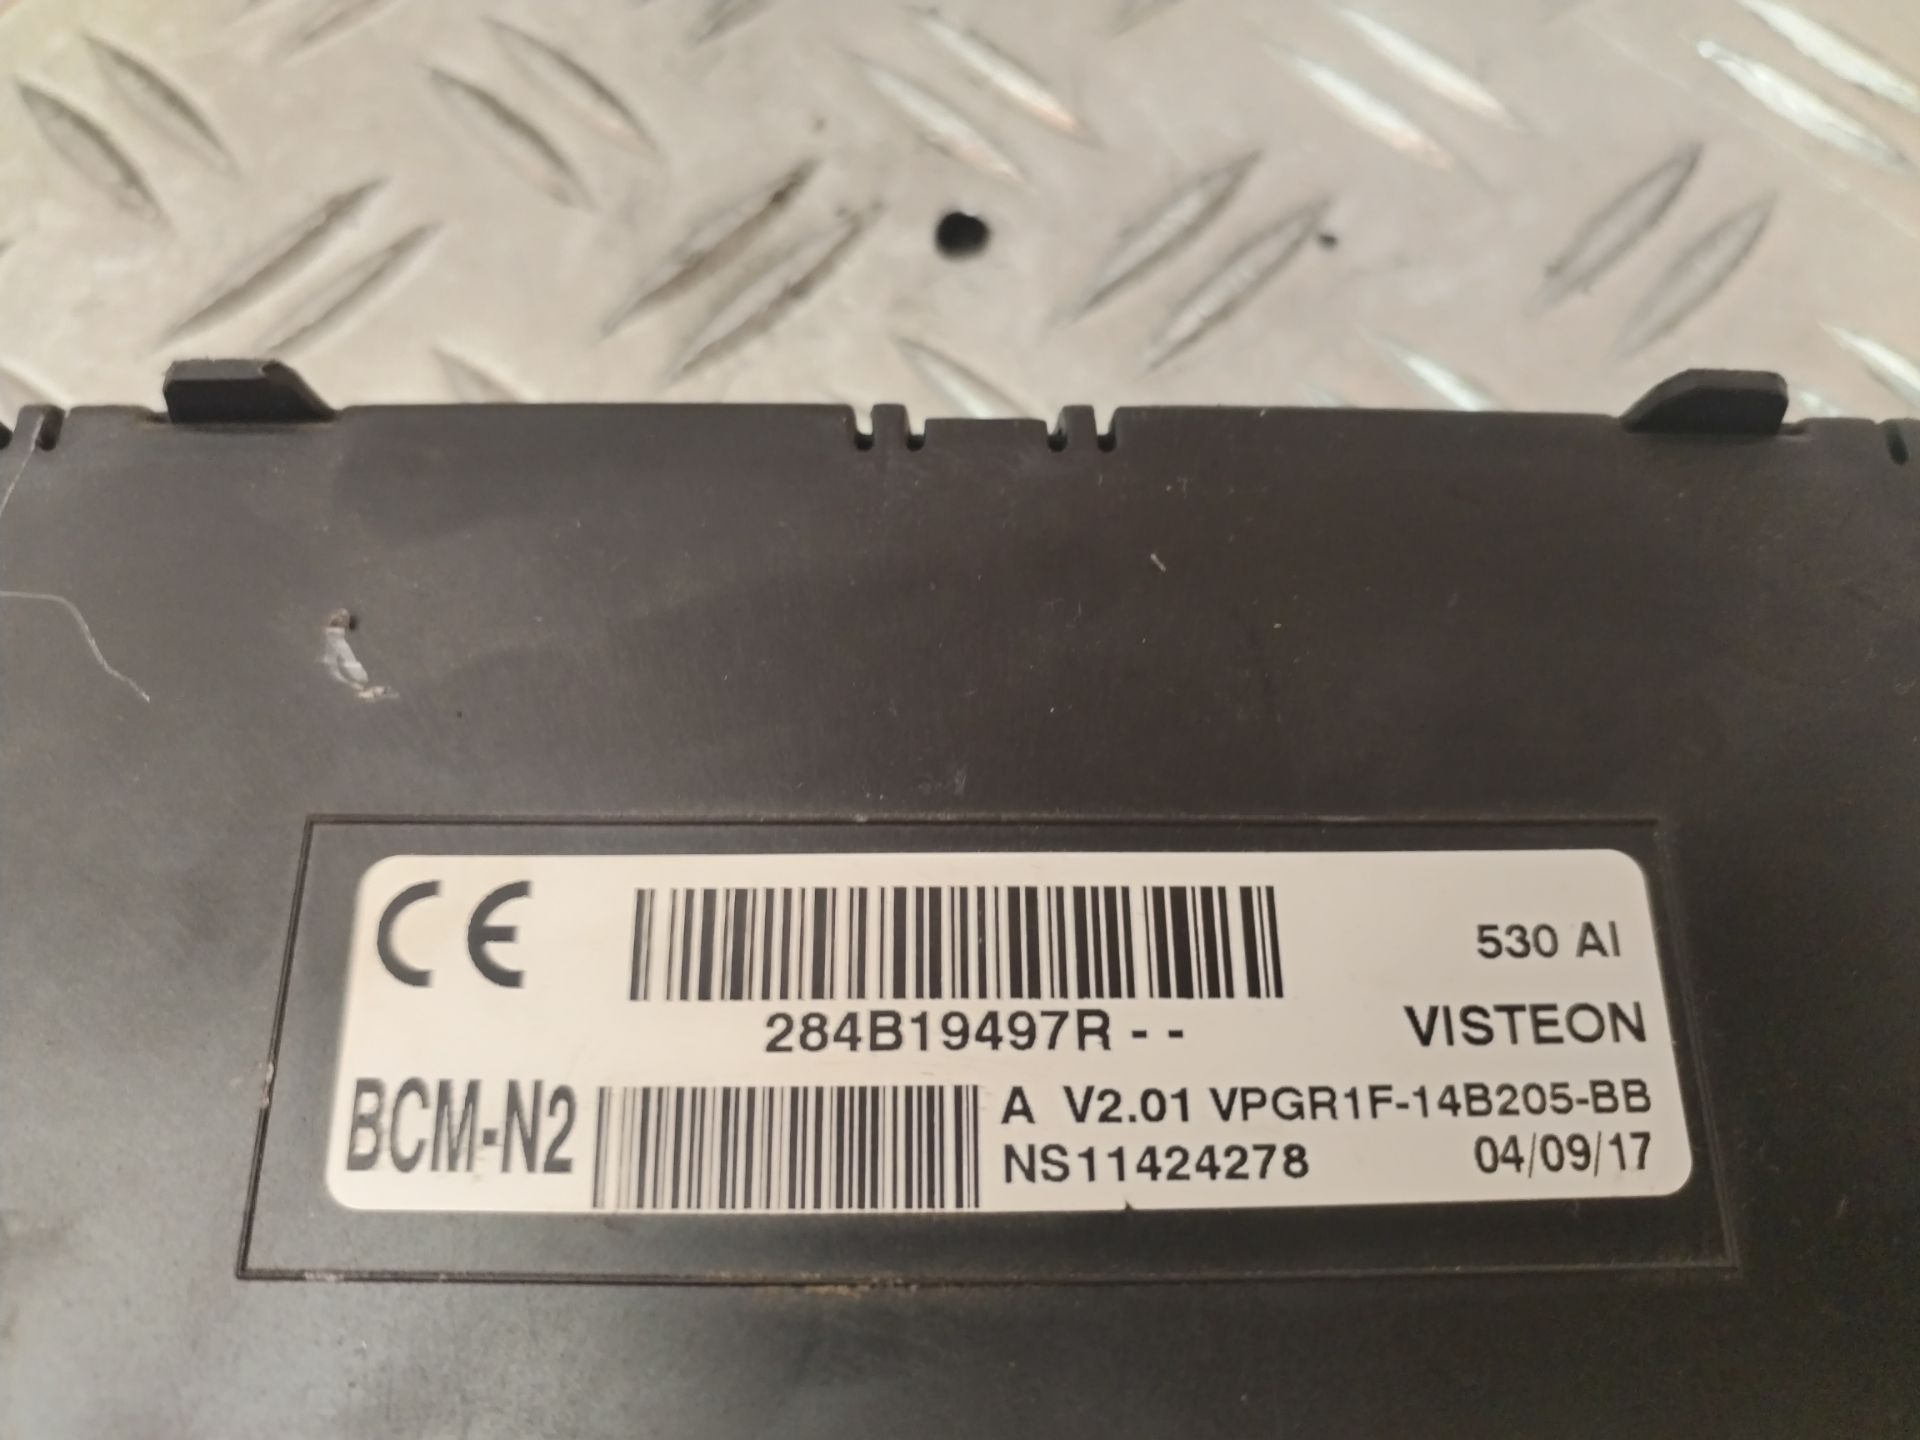 CE
530 AI
284B19497R - -
VISTEON
BCM-N2
A V2.01 VPGR1F-14B205-BB
NS11424278 04/09/17